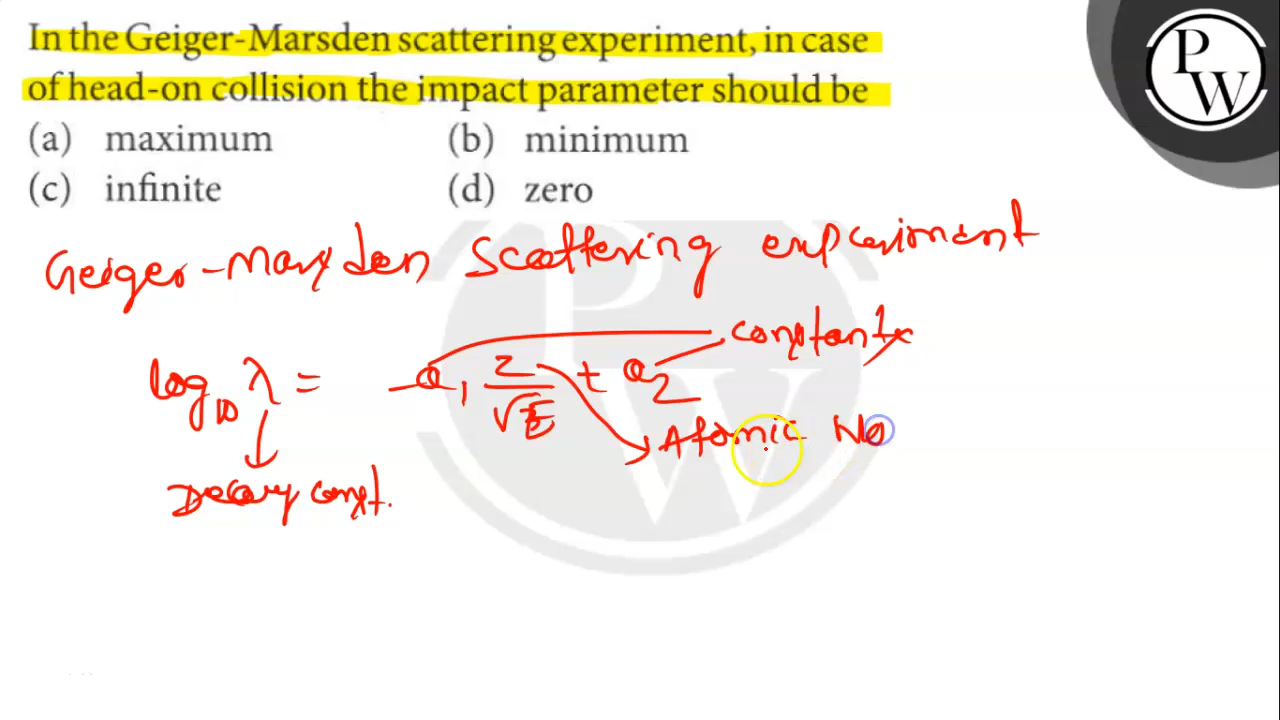 In the Geiger-Marsden scattering experiment, in case
of head-on collision the impact parameter should be
(a) maximum (b) minimum
(c) infinite (d) zero
PW
Geiger-Marsden Scattering experiment
constants
log₁₀ λ = -a₁ Z/√E + a₂
Atomic No
Decay const.